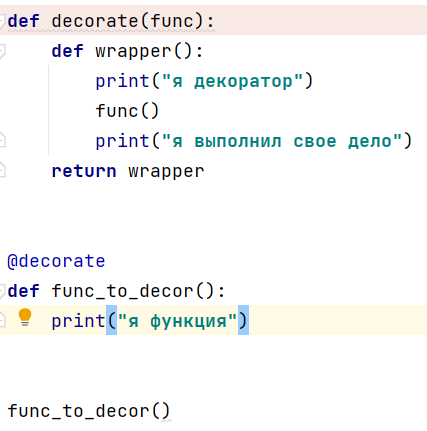 def decorate(func):
    def wrapper():
        print("я декоратор")
        func()
        print("я выполнил свое дело")
    return wrapper
@decorate
def func_to_decor():
    print("я функция")
func_to_decor()